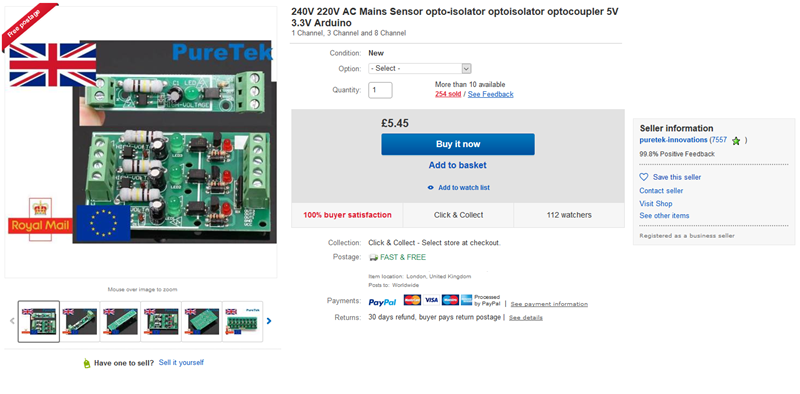 Free postage
PureTek
HIGH-VOLTAGE
Royal Mail
240V 220V AC Mains Sensor opto-isolator optoisolator optocoupler 5V
3.3V Arduino
1 Channel, 3 Channel and 8 Channel
Condition: New
Option: - Select -
Quantity: 1
More than 10 available
254 sold / See Feedback
£5.45
Buy it now
Add to basket
Add to watch list
100% buyer satisfaction
Click & Collect
112 watchers
Collection: Click & Collect - Select store at checkout.
Postage: FAST & FREE
Item location: London, United Kingdom
Posts to: Worldwide
Payments: PayPal VISA Processed by PayPal | See payment information
Returns: 30 days refund, buyer pays return postage | See details
Seller information
puretek-innovations (7557 )
99.8% Positive Feedback
Save this seller
Contact seller
Visit Shop
See other items
Registered as a business seller
Mouse over image to zoom
PureTek
Have one to sell? Sell it yourself